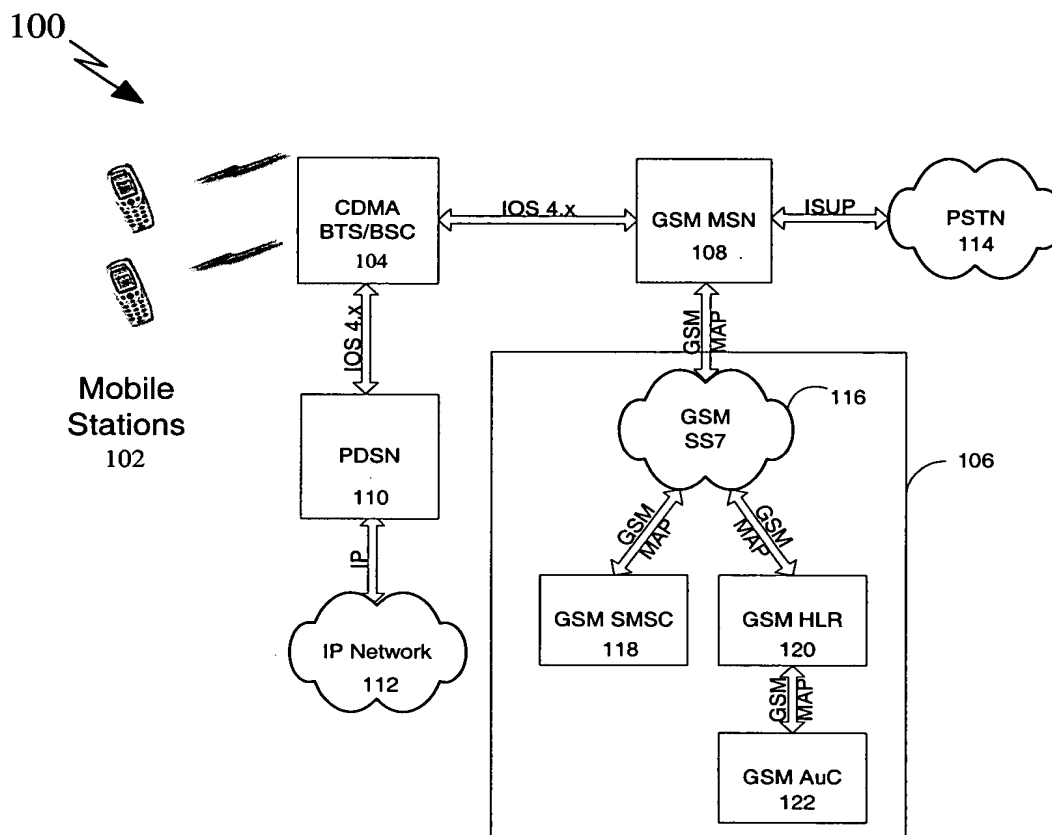 100
CDMA
BTS/BSC
104
IOS 4.x
GSM MSN
108
ISUP
PSTN
114
IOS 4.x
GSM
MAP
Mobile
Stations
102
PDSN
110
GSM
SS7
116
106
IP
GSM
MAP
GSM
MAP
IP Network
112
GSM SMSC
118
GSM HLR
120
GSM
MAP
GSM AuC
122